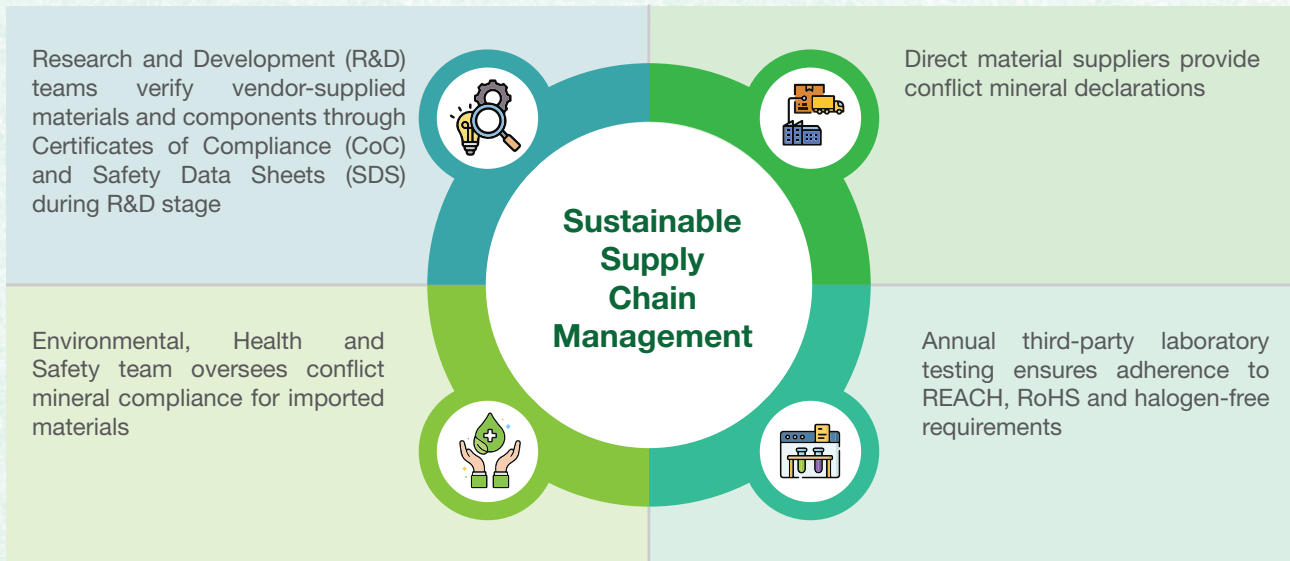 Research and Development (R&D)
teams verify vendor-supplied
materials and components through
Certificates of Compliance (CoC)
and Safety Data Sheets (SDS)
during R&D stage
Direct material suppliers provide
conflict mineral declarations
Sustainable
Supply
Chain
Management
Environmental, Health and
Safety team oversees conflict
mineral compliance for imported
materials
Annual third-party laboratory
testing ensures adherence to
REACH, RoHS and halogen-free
requirements